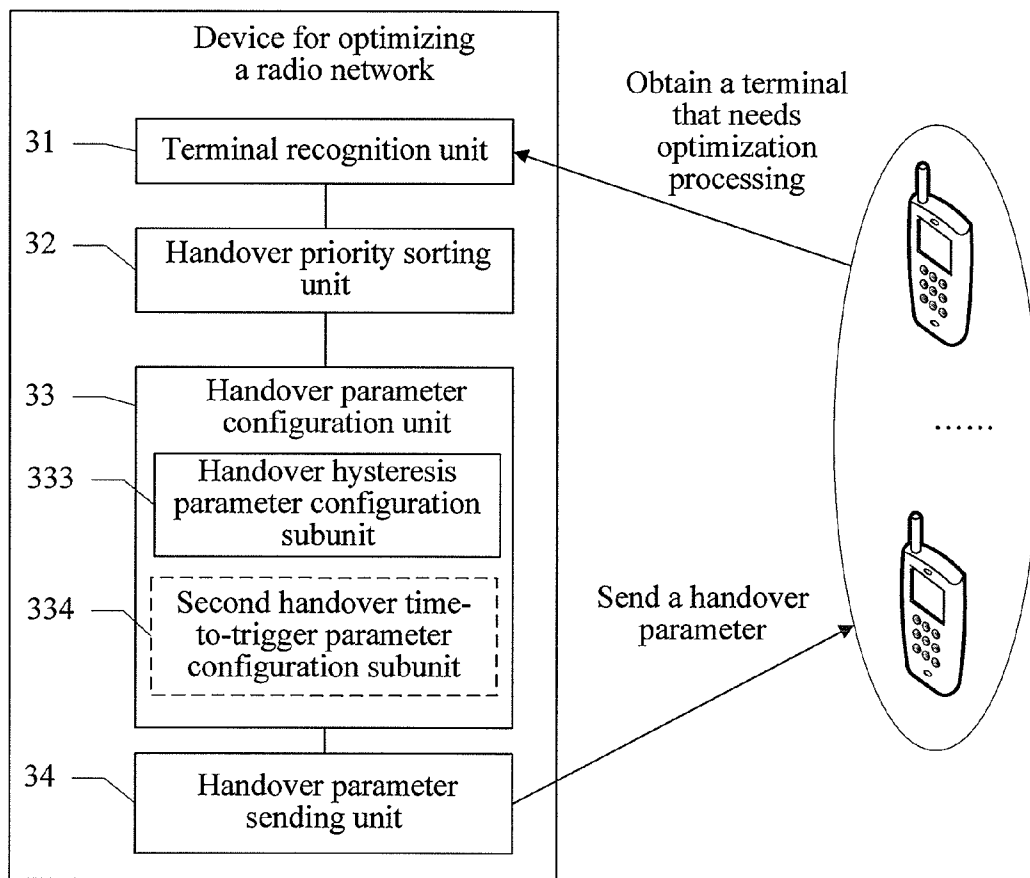 Device for optimizing
a radio network
31
Terminal recognition unit
32
Handover priority sorting
unit
33
Handover parameter
configuration unit
333
Handover hysteresis
parameter configuration
subunit
334
Second handover time-
to-trigger parameter
configuration subunit
34
Handover parameter
sending unit
Obtain a terminal
that needs
optimization
processing
......
Send a handover
parameter